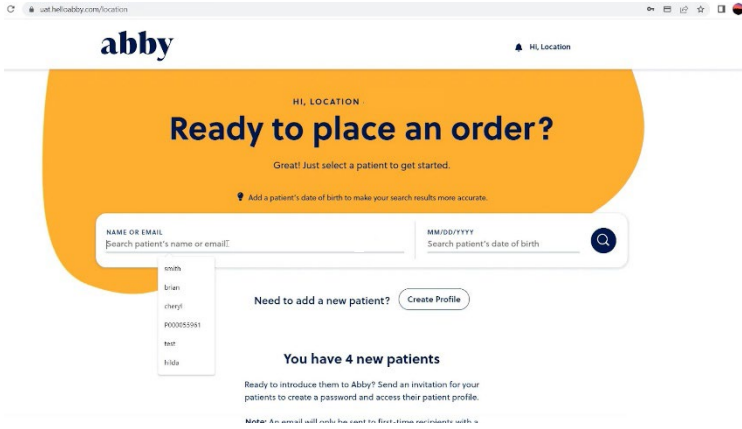 uat.helloabby.com/location
abby
Hi, Location
HI, LOCATION
Ready to place an order?
Great! Just select a patient to get started.
Add a patient's date of birth to make your search results more accurate.
NAME OR EMAIL
Search patient's name or email
MM/DD/YYYY
Search patient's date of birth
smith
brian
cheryl
P000055961
test
hilda
Need to add a new patient?
Create Profile
You have 4 new patients
Ready to introduce them to Abby? Send an invitation for your
patients to create a password and access their patient profile.
Note: An email will only be sent to first-time recipients with a